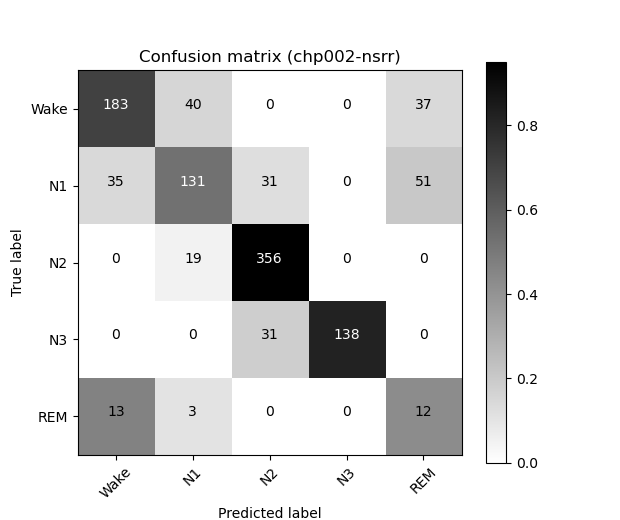 Confusion matrix (chp002-nsrr)
Wake 183 40 0 0 37
N1 35 131 31 0 51
N2 0 19 356 0 0
N3 0 0 31 138 0
REM 13 3 0 0 12
Wake N1 N2 N3 REM
True label
Predicted label
0.8
0.6
0.4
0.2
0.0